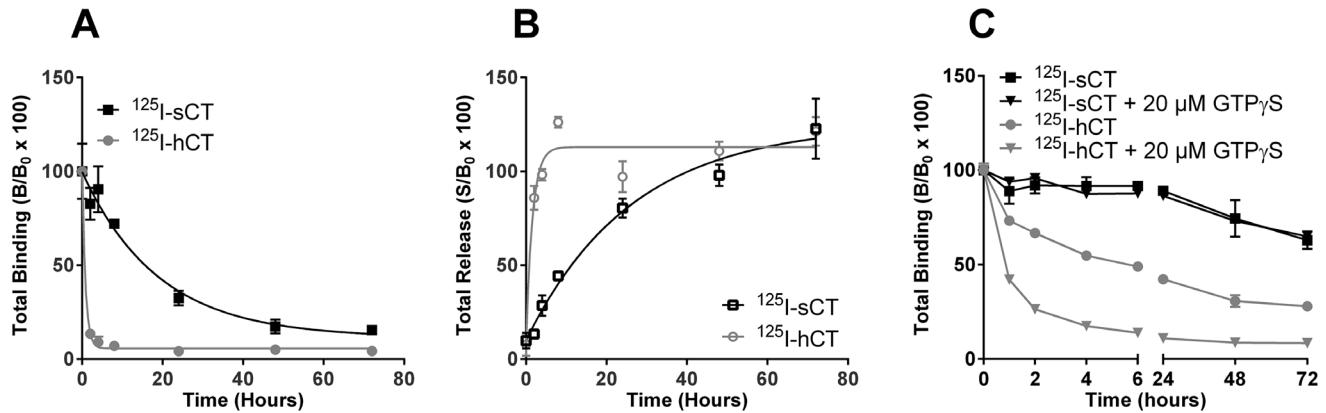 A
Total Binding (B/B₀ x 100)
150
100
50
0
¹²⁵I-sCT
¹²⁵I-hCT
0 20 40 60 80
Time (Hours)
B
Total Release (S/B₀ x 100)
150
100
50
0
¹²⁵I-sCT
¹²⁵I-hCT
0 20 40 60 80
Time (Hours)
C
Total Binding (B/B₀ x 100)
150
100
50
0
¹²⁵I-sCT
¹²⁵I-sCT + 20 µM GTPγS
¹²⁵I-hCT
¹²⁵I-hCT + 20 µM GTPγS
0 2 4 6 24 48 72
Time (hours)